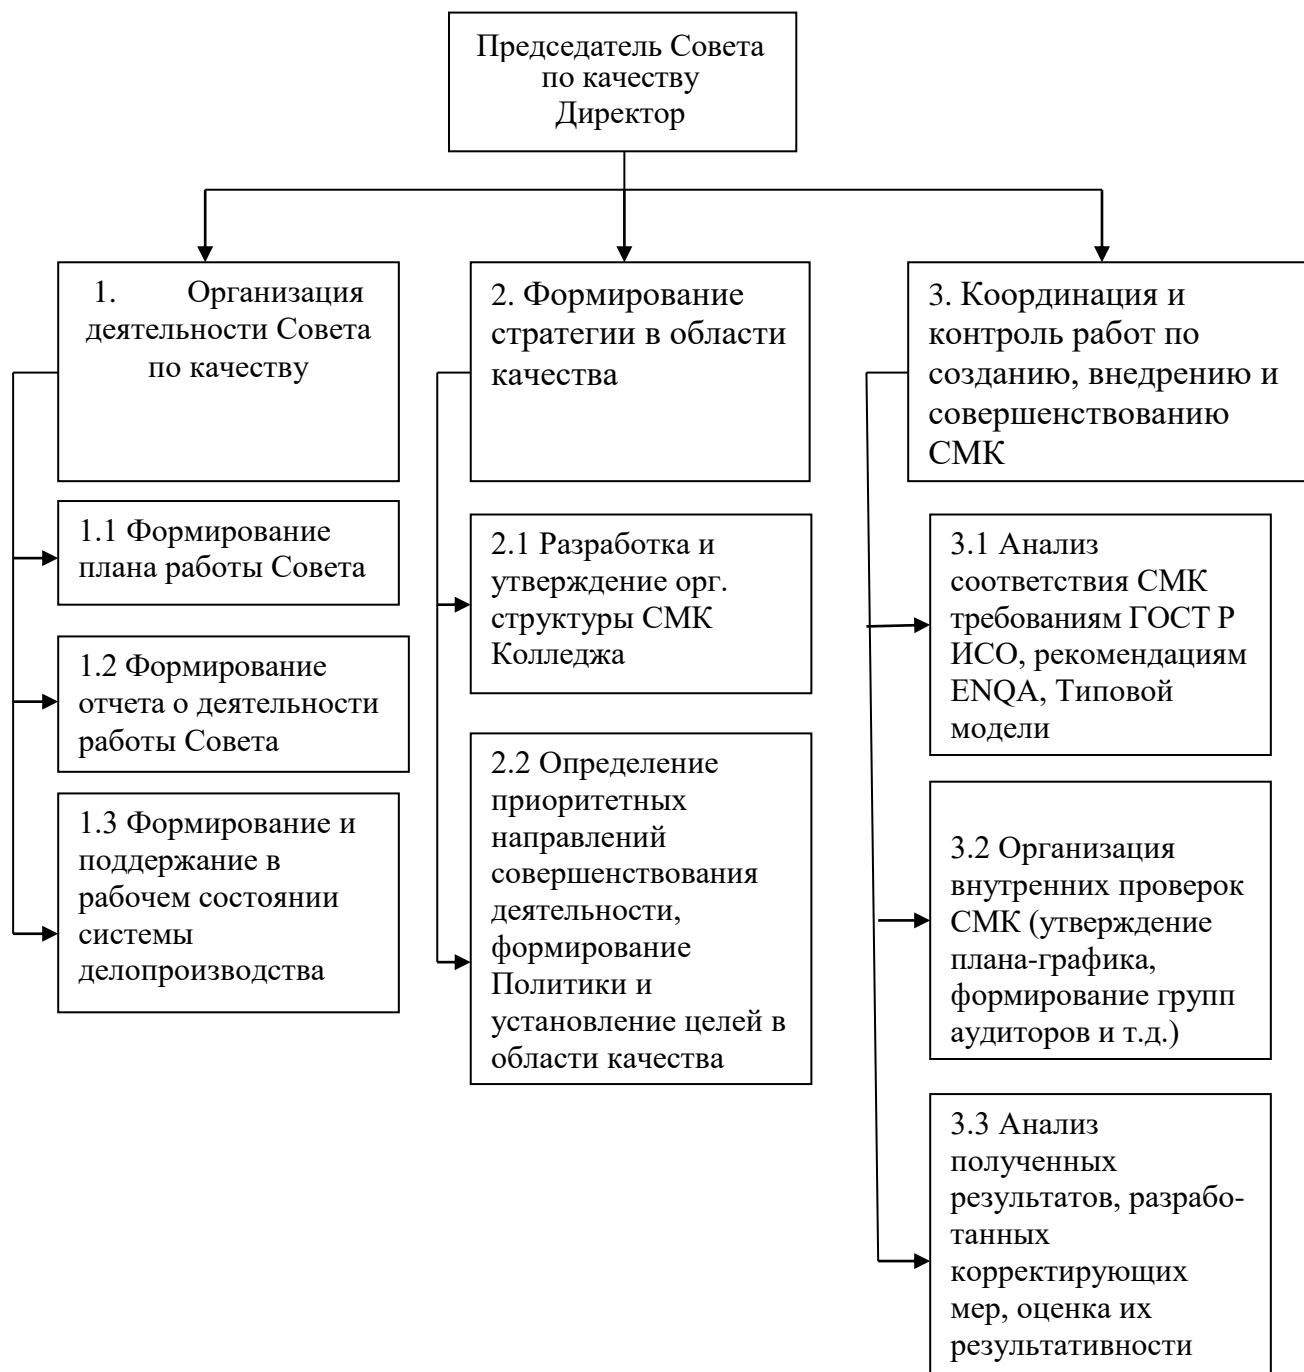 Председатель Совета
по качеству
Директор
1. Организация
деятельности Совета
по качеству
1.1 Формирование
плана работы Совета
1.2 Формирование
отчета о деятельности
работы Совета
1.3 Формирование и
поддержание в
рабочем состоянии
системы
делопроизводства
2. Формирование
стратегии в области
качества
2.1 Разработка и
утверждение орг.
структуры СМК
Колледжа
2.2 Определение
приоритетных
направлений
совершенствования
деятельности,
формирование
Политики и
установление целей в
области качества
3. Координация и
контроль работ по
созданию, внедрению и
совершенствованию
СМК
3.1 Анализ
соответствия СМК
требованиям ГОСТ Р
ИСО, рекомендациям
ENQA, Типовой
модели
3.2 Организация
внутренних проверок
СМК (утверждение
плана-графика,
формирование групп
аудиторов и т.д.)
3.3 Анализ
полученных
результатов, разрабо-
танных
корректирующих
мер, оценка их
результативности